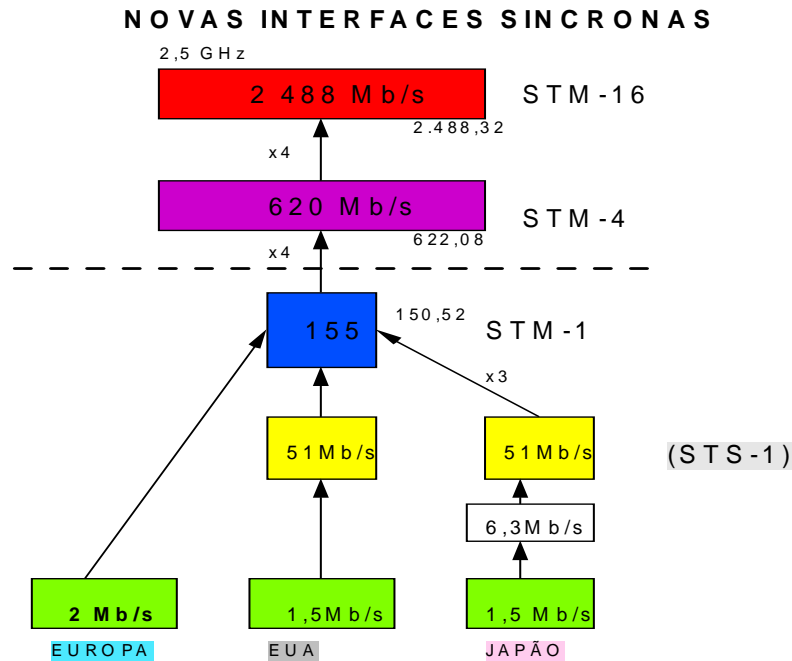 NOVAS INTERFACES SINCRONAS
2,5 GHz
2 488 Mb/s
STM-16
2.488,32
x4
620 Mb/s
STM-4
622,08
x4
150,52
155
STM-1
x3
51Mb/s
51Mb/s
(STS-1)
6,3Mb/s
2 Mb/s
1,5Mb/s
1,5 Mb/s
EUROPA
EUA
JAPÃO